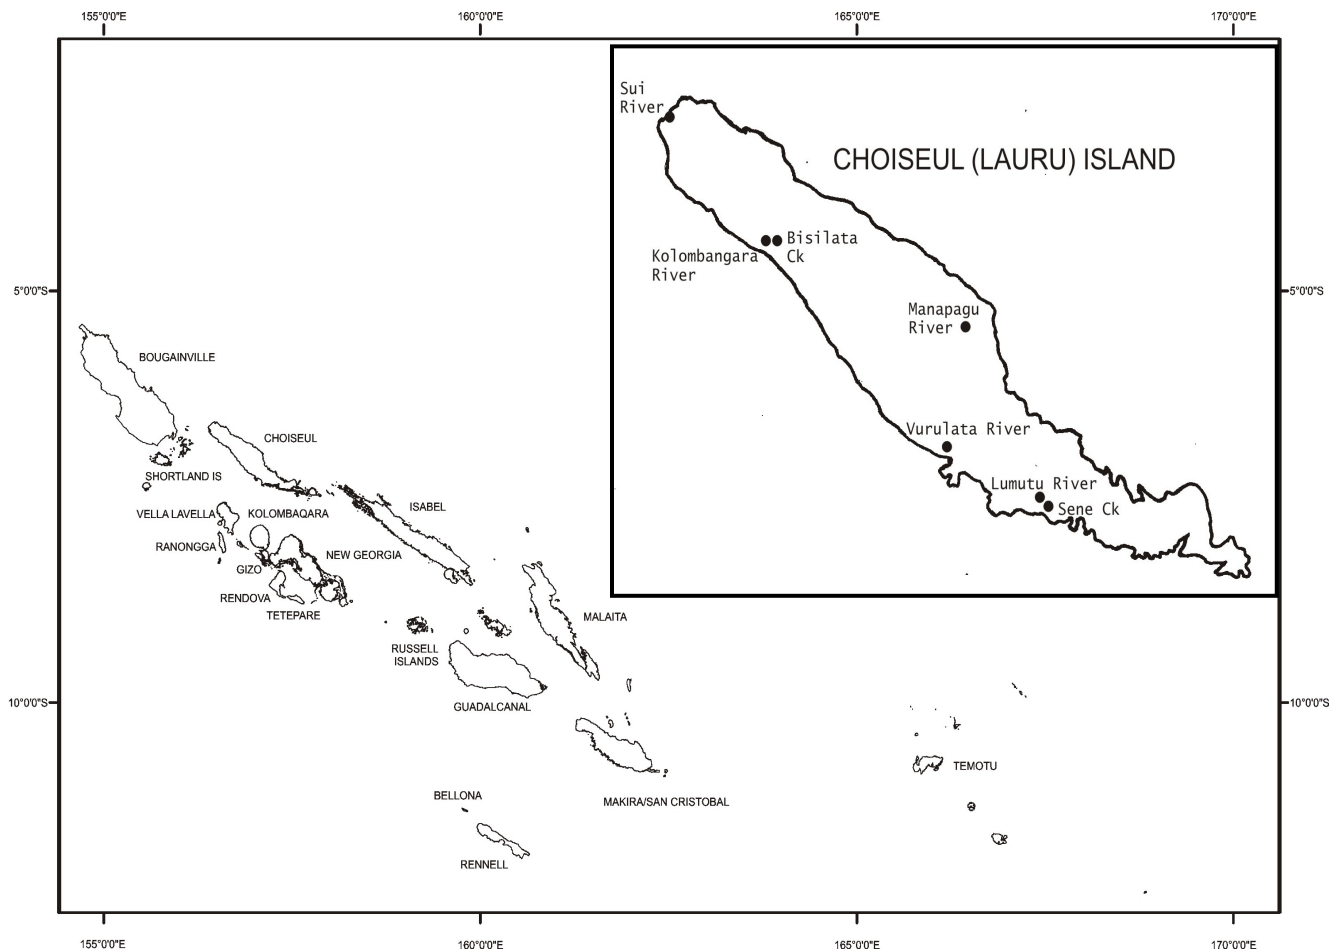 155°0'0"E
160°0'0"E
165°0'0"E
170°0'0"E
Sui
River
CHOISEUL (LAURU) ISLAND
Bisilata
Ck
Kolombangara
River
Manapagu
River
Vurulata River
Lumutu River
Sene Ck
5°0'0"S
5°0'0"S
BOUGAINVILLE
CHOISEUL
SHORTLAND IS
VELLA LAVELLA
KOLOMBAQARA
ISABEL
RANONGGA
NEW GEORGIA
GIZO
RENDOVA
TETEPARE
MALAITA
RUSSELL
ISLANDS
GUADALCANAL
10°0'0"S
10°0'0"S
TEMOTU
BELLONA
MAKIRA/SAN CRISTOBAL
RENNELL
155°0'0"E
160°0'0"E
165°0'0"E
170°0'0"E